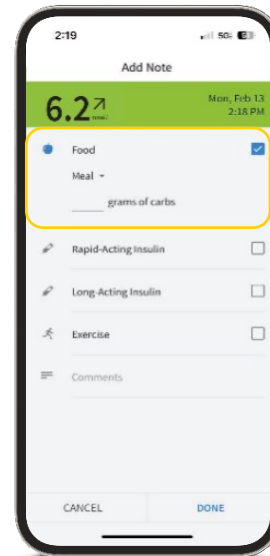 2:19
5G
Add Note
6.2
Mon, Feb 13
2:18 PM
Food
Meal
grams of carbs
Rapid-Acting Insulin
Long-Acting Insulin
Exercise
Comments
CANCEL
DONE